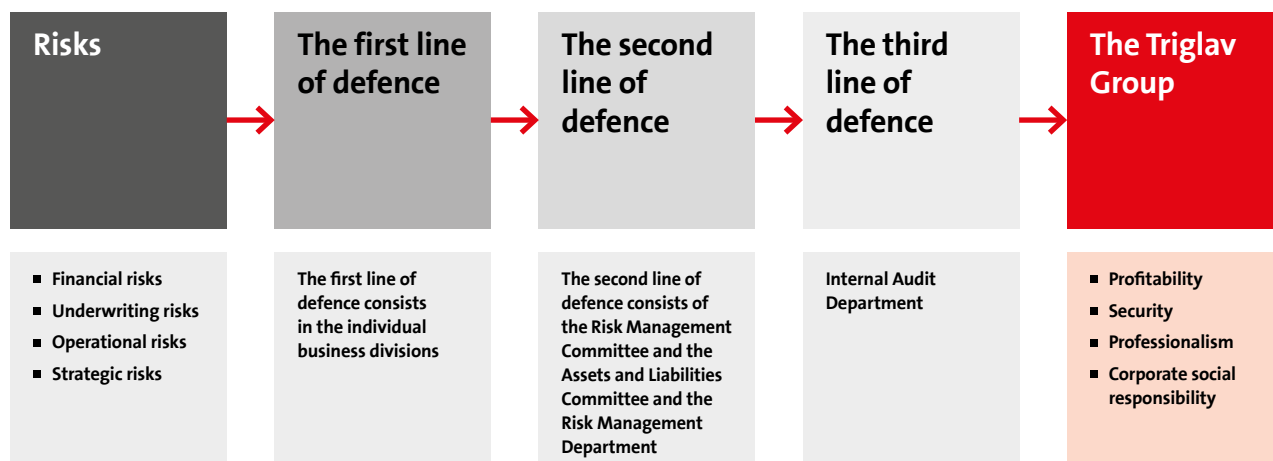 Risks
The first line
of defence
The second
line of
defence
The third
line of
defence
The Triglav
Group
▪ Financial risks
▪ Underwriting risks
▪ Operational risks
▪ Strategic risks
The first line of
defence consists
in the individual
business divisions
The second line of
defence consists of
the Risk Management
Committee and the
Assets and Liabilities
Committee and the
Risk Management
Department
Internal Audit
Department
▪ Profitability
▪ Security
▪ Professionalism
▪ Corporate social
responsibility